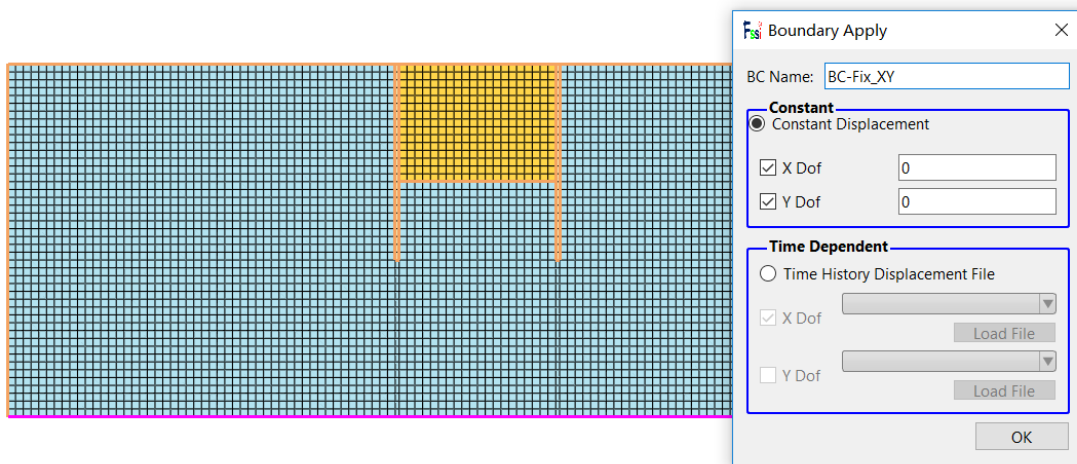 Fssi Boundary Apply
BC Name: BC-Fix_XY
Constant
Constant Displacement
X Dof 0
Y Dof 0
Time Dependent
Time History Displacement File
X Dof
Load File
Y Dof
Load File
OK